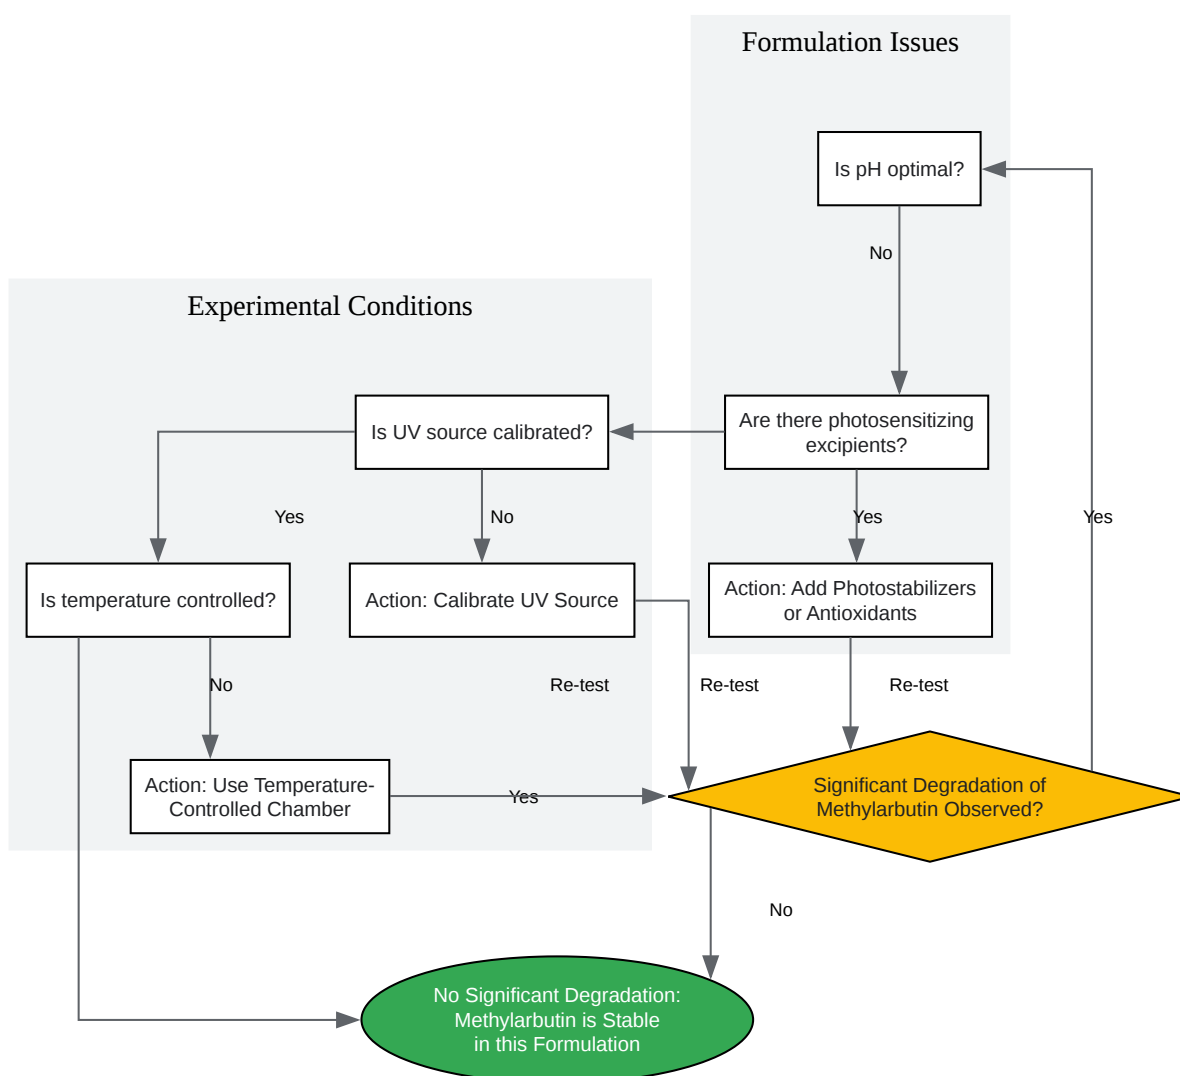 Formulation Issues
Is pH optimal?
No
Experimental Conditions
Is UV source calibrated?
Are there photosensitizing
excipients?
Yes
No
Yes
Yes
Is temperature controlled?
Action: Calibrate UV Source
Action: Add Photostabilizers
or Antioxidants
No
Re-test
Re-test
Re-test
Action: Use Temperature-
Controlled Chamber
Yes
Significant Degradation of
Methylarbutin Observed?
No
No Significant Degradation:
Methylarbutin is Stable
in this Formulation